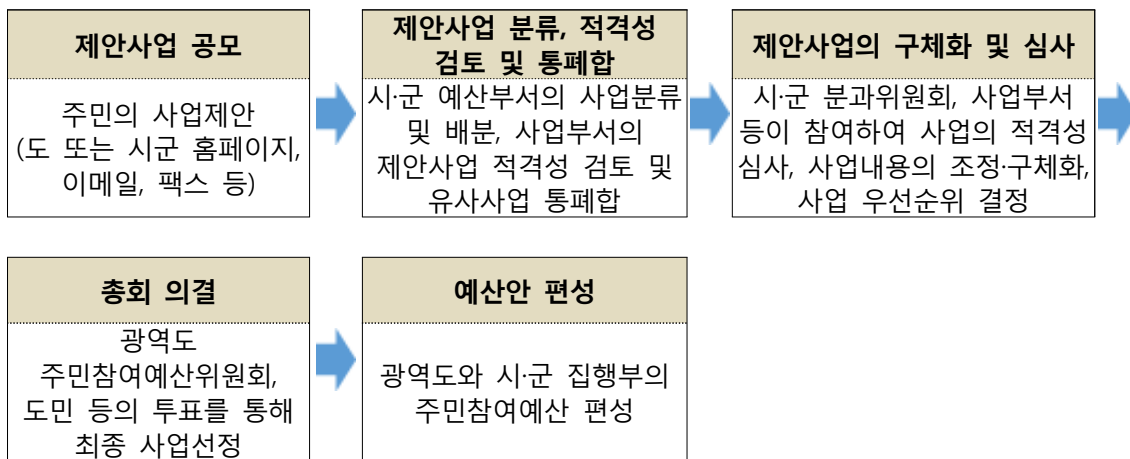 제안사업 공모
주민의 사업제안
(도 또는 시군 홈페이지,
이메일, 팩스 등)
제안사업 분류, 적격성
검토 및 통폐합
시·군 예산부서의 사업분류
및 배분, 사업부서의
제안사업 적격성 검토 및
유사사업 통폐합
제안사업의 구체화 및 심사
시·군 분과위원회, 사업부서
등이 참여하여 사업의 적격성
심사, 사업내용의 조정·구체화,
사업 우선순위 결정
총회 의결
광역도
주민참여예산위원회,
도민 등의 투표를 통해
최종 사업선정
예산안 편성
광역도와 시·군 집행부의
주민참여예산 편성